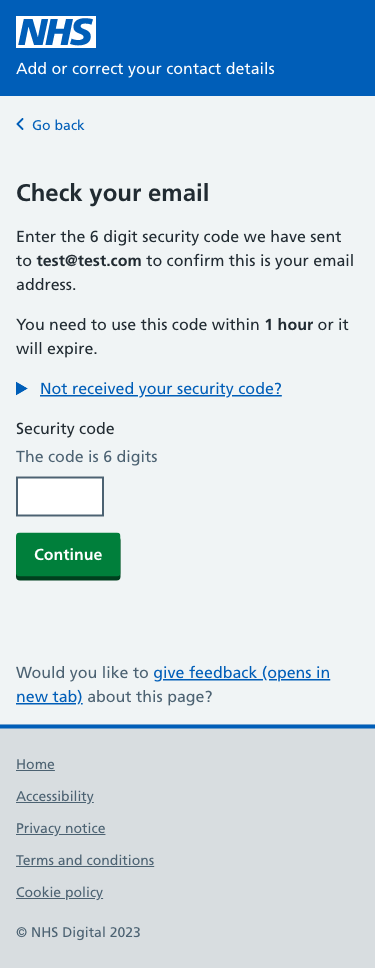 NHS
Add or correct your contact details
Go back
Check your email
Enter the 6 digit security code we have sent
to test@test.com to confirm this is your email
address.
You need to use this code within 1 hour or it
will expire.
Not received your security code?
Security code
The code is 6 digits
Continue
Would you like to give feedback (opens in
new tab) about this page?
Home
Accessibility
Privacy notice
Terms and conditions
Cookie policy
© NHS Digital 2023